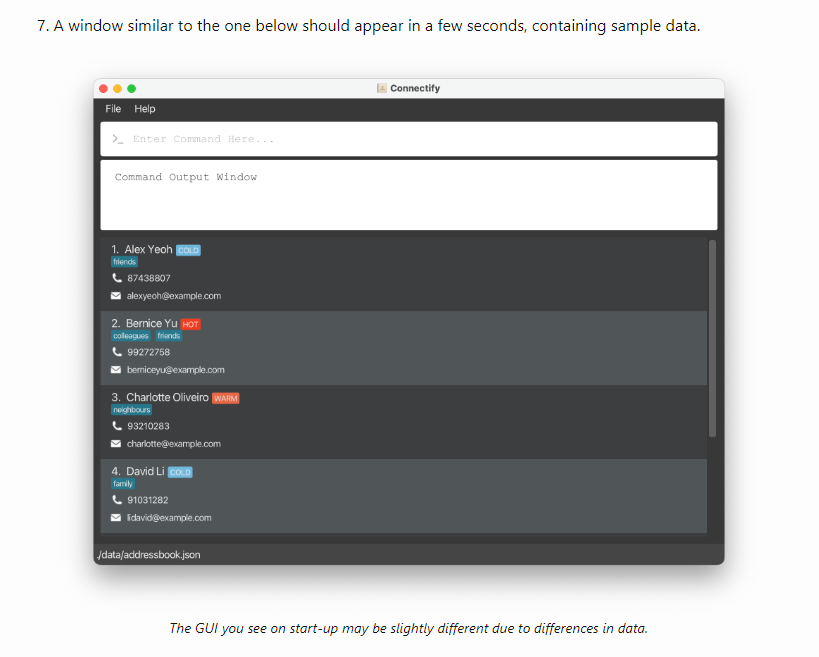 7. A window similar to the one below should appear in a few seconds, containing sample data.
Connectify
File Help
Enter Command Here...
Command Output Window
1. Alex Yeoh COLD
friends
87438807
alexyeoh@example.com
2. Bernice Yu HOT
colleagues friends
99272758
berniceyu@example.com
3. Charlotte Oliveiro WARM
neighbours
93210283
charlotte@example.com
4. David Li COLD
family
91031282
lidavid@example.com
./data/addressbook.json
The GUI you see on start-up may be slightly different due to differences in data.